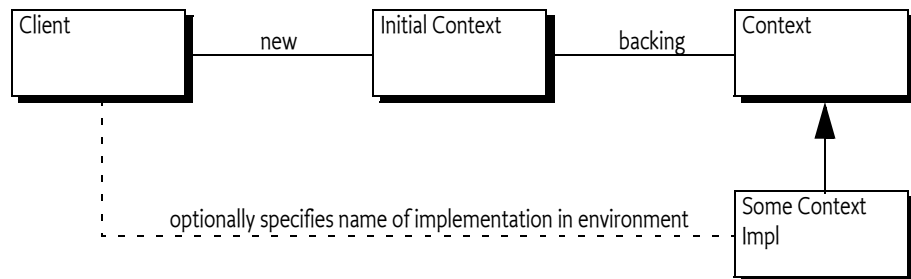 Client
new
Initial Context
backing
Context
optionally specifies name of implementation in environment
Some Context
Impl